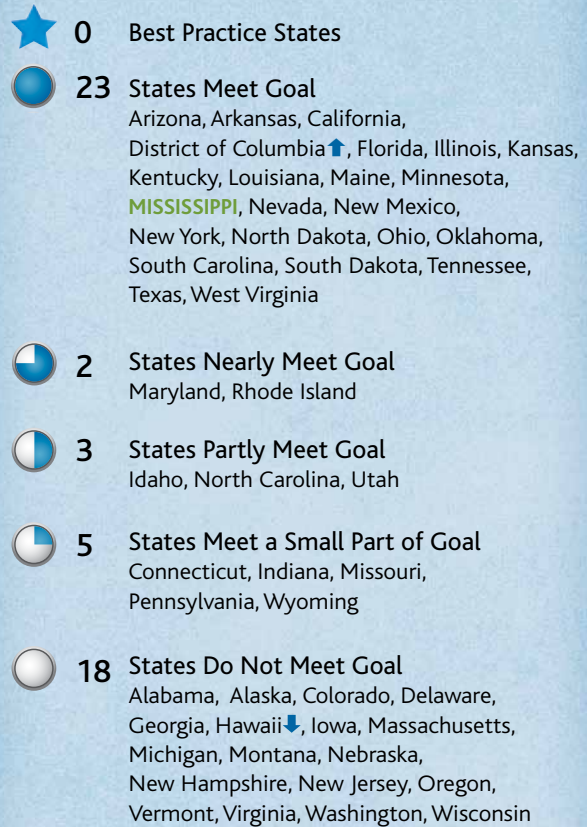 0 Best Practice States
23 States Meet Goal
Arizona, Arkansas, California,
District of Columbia⬆, Florida, Illinois, Kansas,
Kentucky, Louisiana, Maine, Minnesota,
MISSISSIPPI, Nevada, New Mexico,
New York, North Dakota, Ohio, Oklahoma,
South Carolina, South Dakota, Tennessee,
Texas, West Virginia
2 States Nearly Meet Goal
Maryland, Rhode Island
3 States Partly Meet Goal
Idaho, North Carolina, Utah
5 States Meet a Small Part of Goal
Connecticut, Indiana, Missouri,
Pennsylvania, Wyoming
18 States Do Not Meet Goal
Alabama, Alaska, Colorado, Delaware,
Georgia, Hawaii⬇, Iowa, Massachusetts,
Michigan, Montana, Nebraska,
New Hampshire, New Jersey, Oregon,
Vermont, Virginia, Washington, Wisconsin